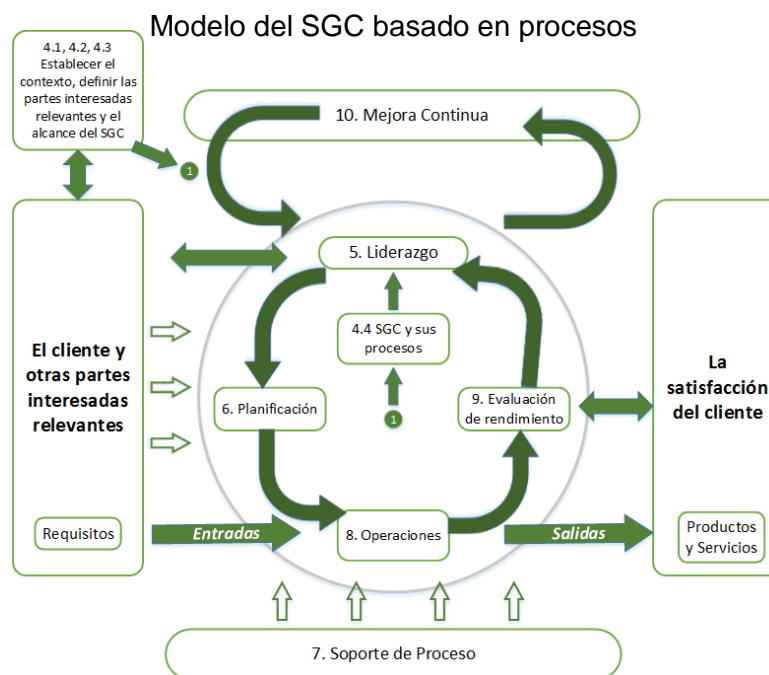 Modelo del SGC basado en procesos
4.1, 4.2, 4.3
Establecer el
contexto, definir las
partes interesadas
relevantes y el
alcance del SGC
10. Mejora Continua
1
5. Liderazgo
4.4 SGC y sus
procesos
El cliente y
otras partes
interesadas
relevantes
6. Planificación
1
9. Evaluación
de rendimiento
La
satisfacción
del cliente
Requisitos
Entradas
8. Operaciones
Salidas
Productos
y Servicios
7. Soporte de Proceso